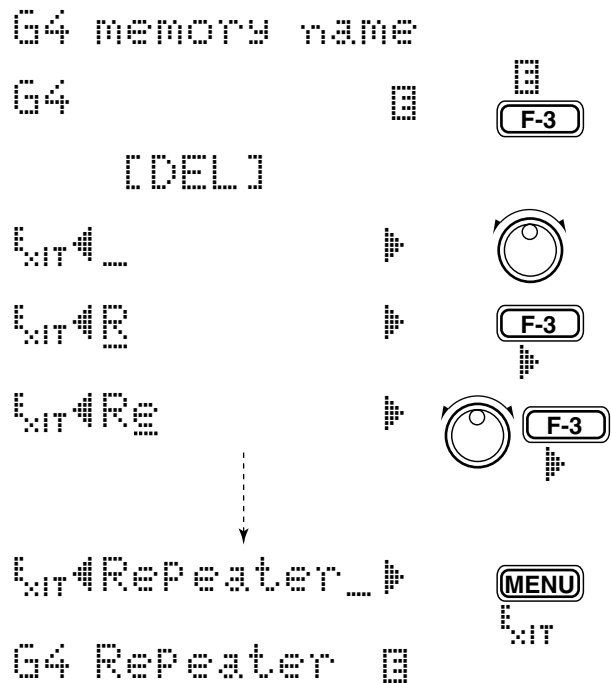 G4 memory name
G4 E E
F-3
[DEL]
EXIT _
EXIT R F-3
EXIT Re F-3
EXIT Repeater_ MENU
EXIT
G4 Repeater E